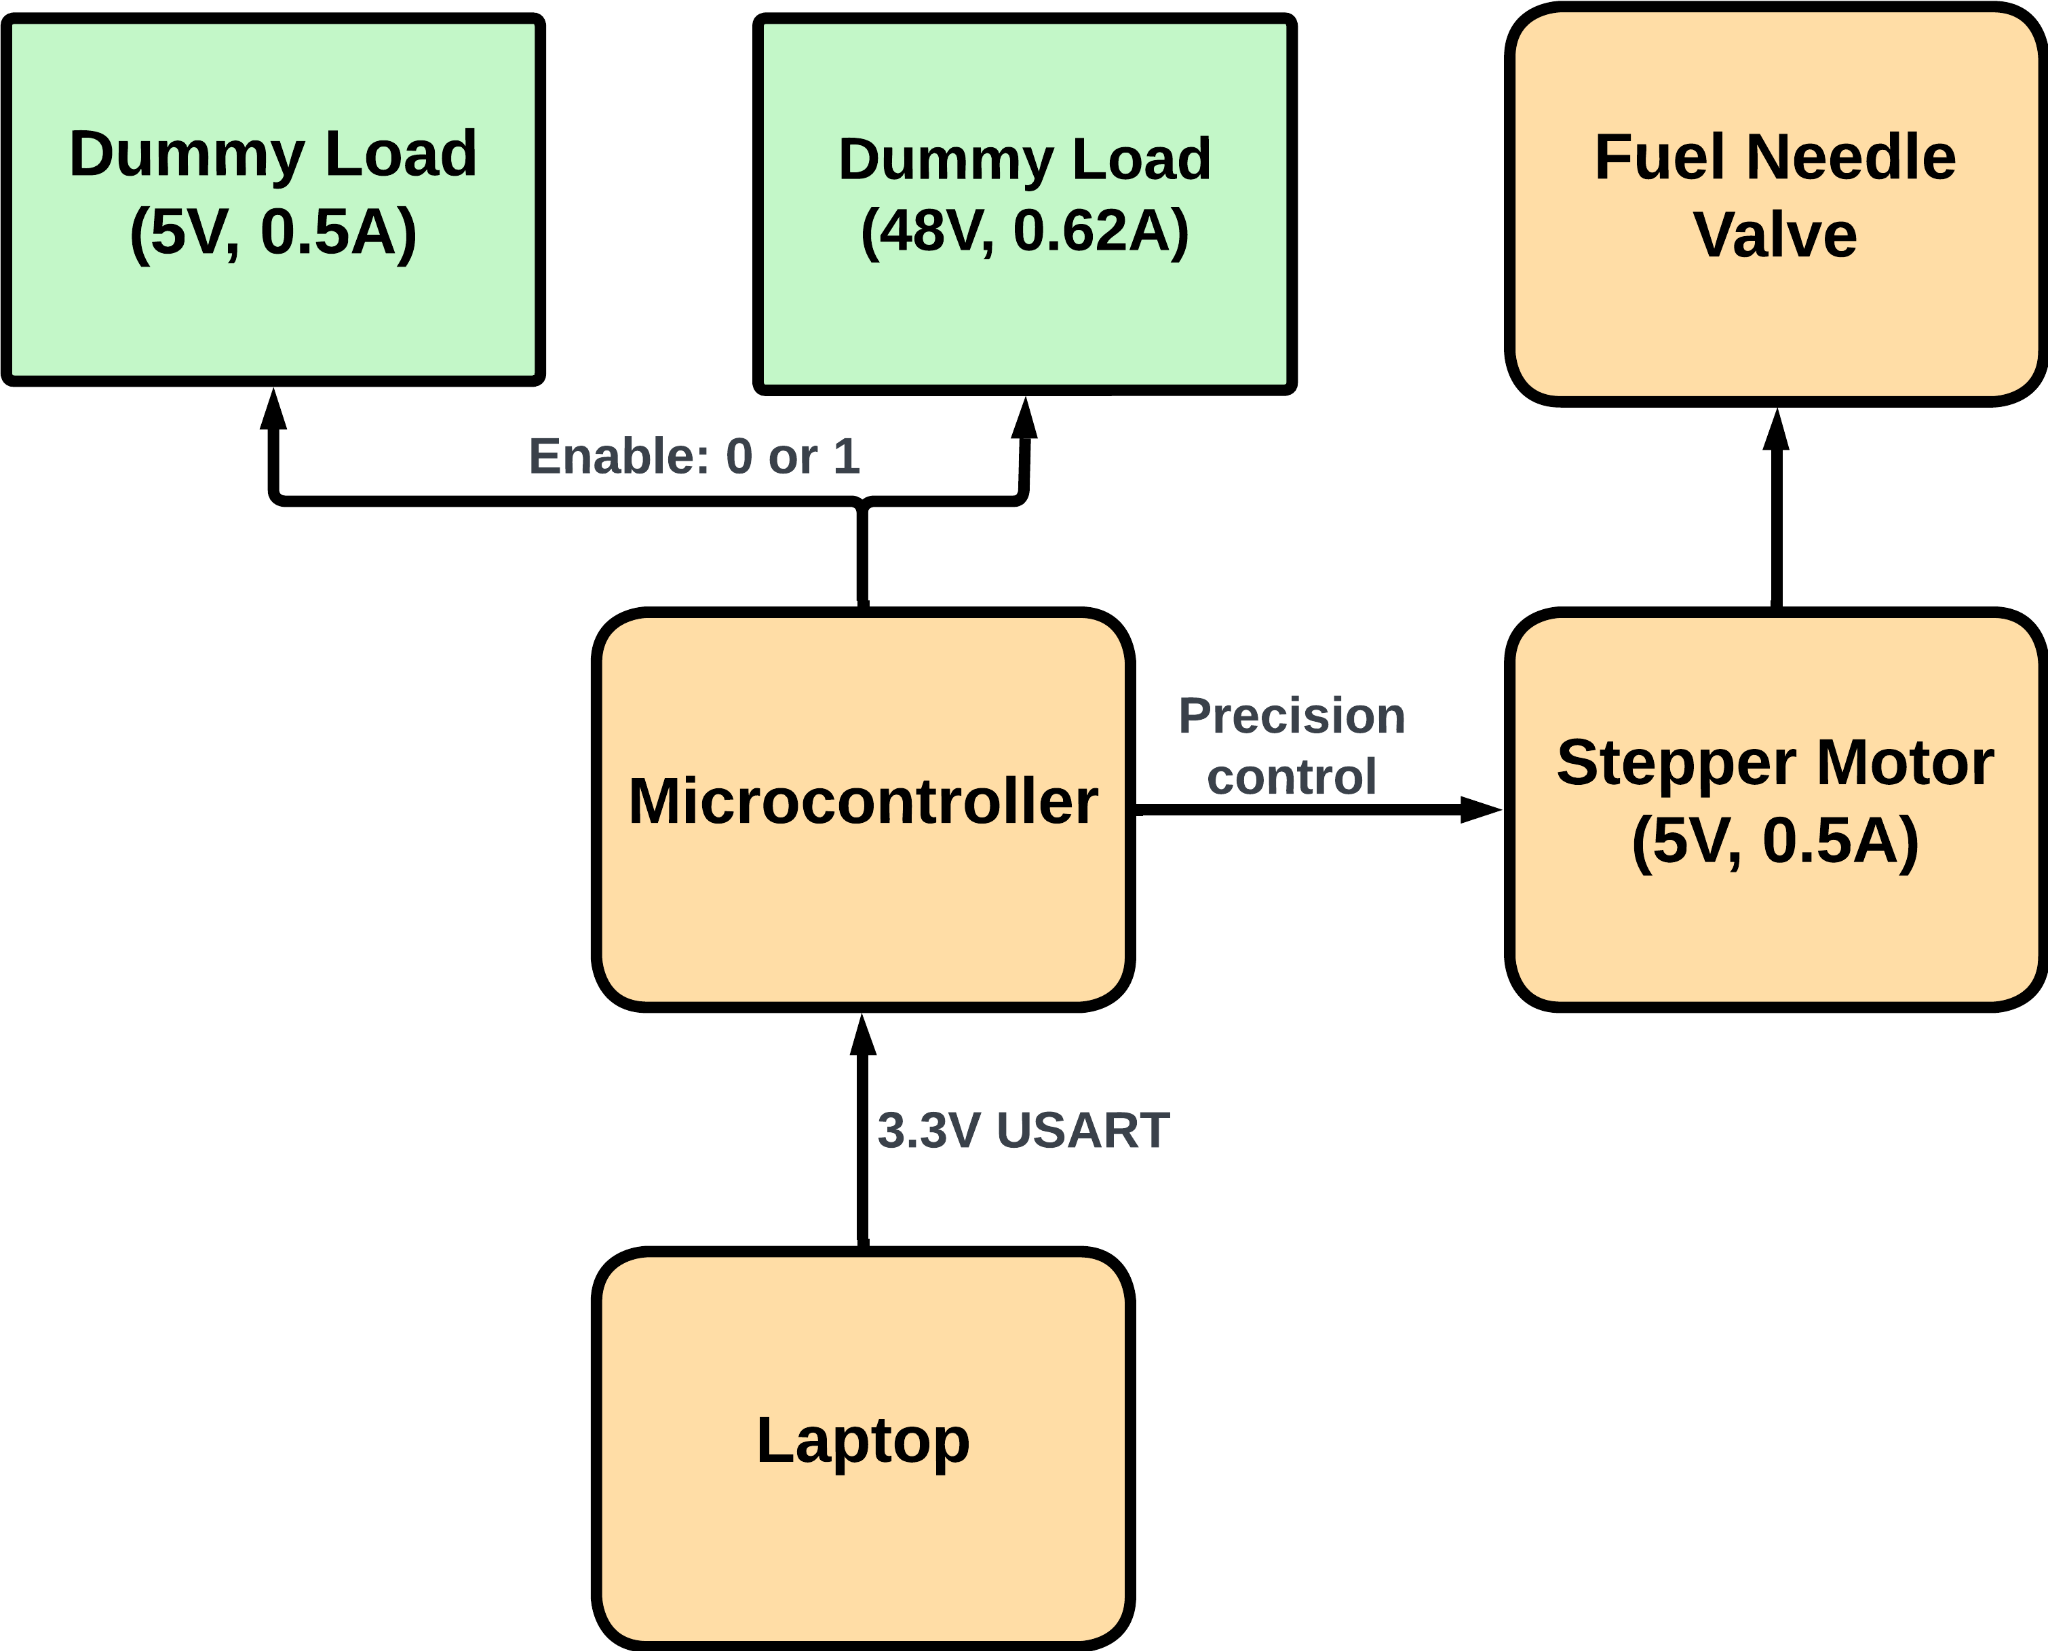 Dummy Load
(5V, 0.5A)
Dummy Load
(48V, 0.62A)
Fuel Needle
Valve
Enable: 0 or 1
Microcontroller
Precision
control
Stepper Motor
(5V, 0.5A)
3.3V USART
Laptop